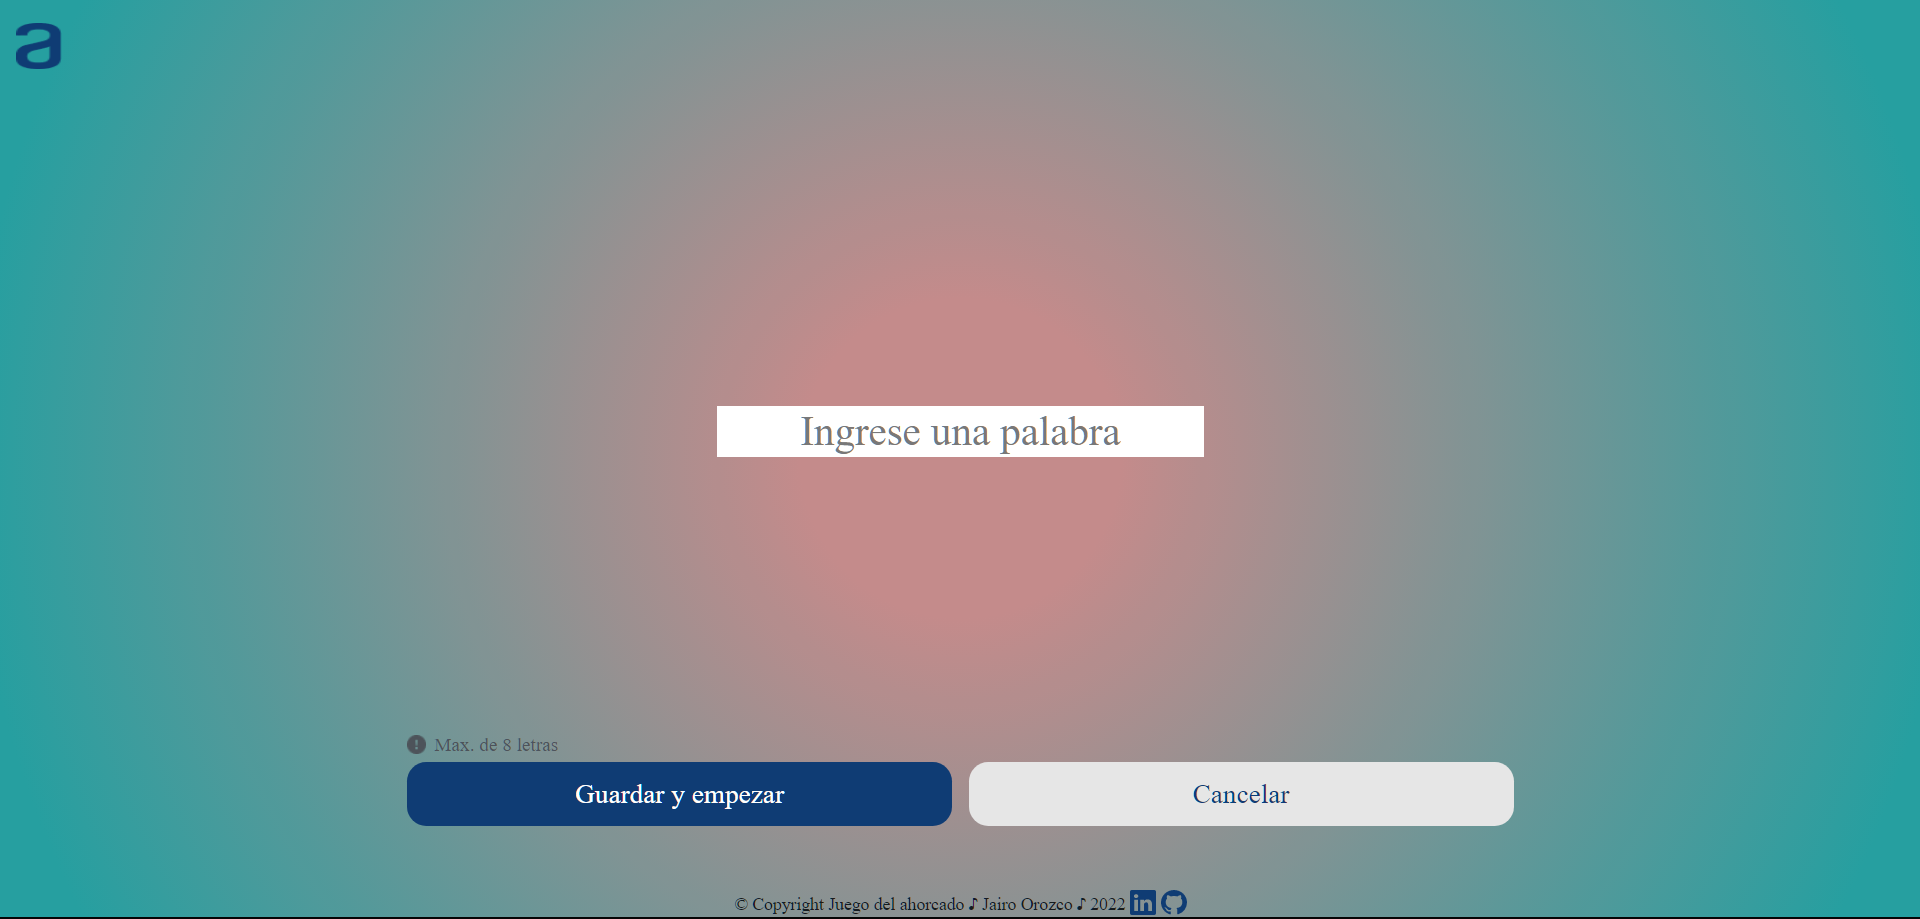 a
Ingrese una palabra
Max. de 8 letras
Guardar y empezar
Cancelar
© Copyright Juego del ahorcado ♪ Jairo Orozco ♪ 2022 in